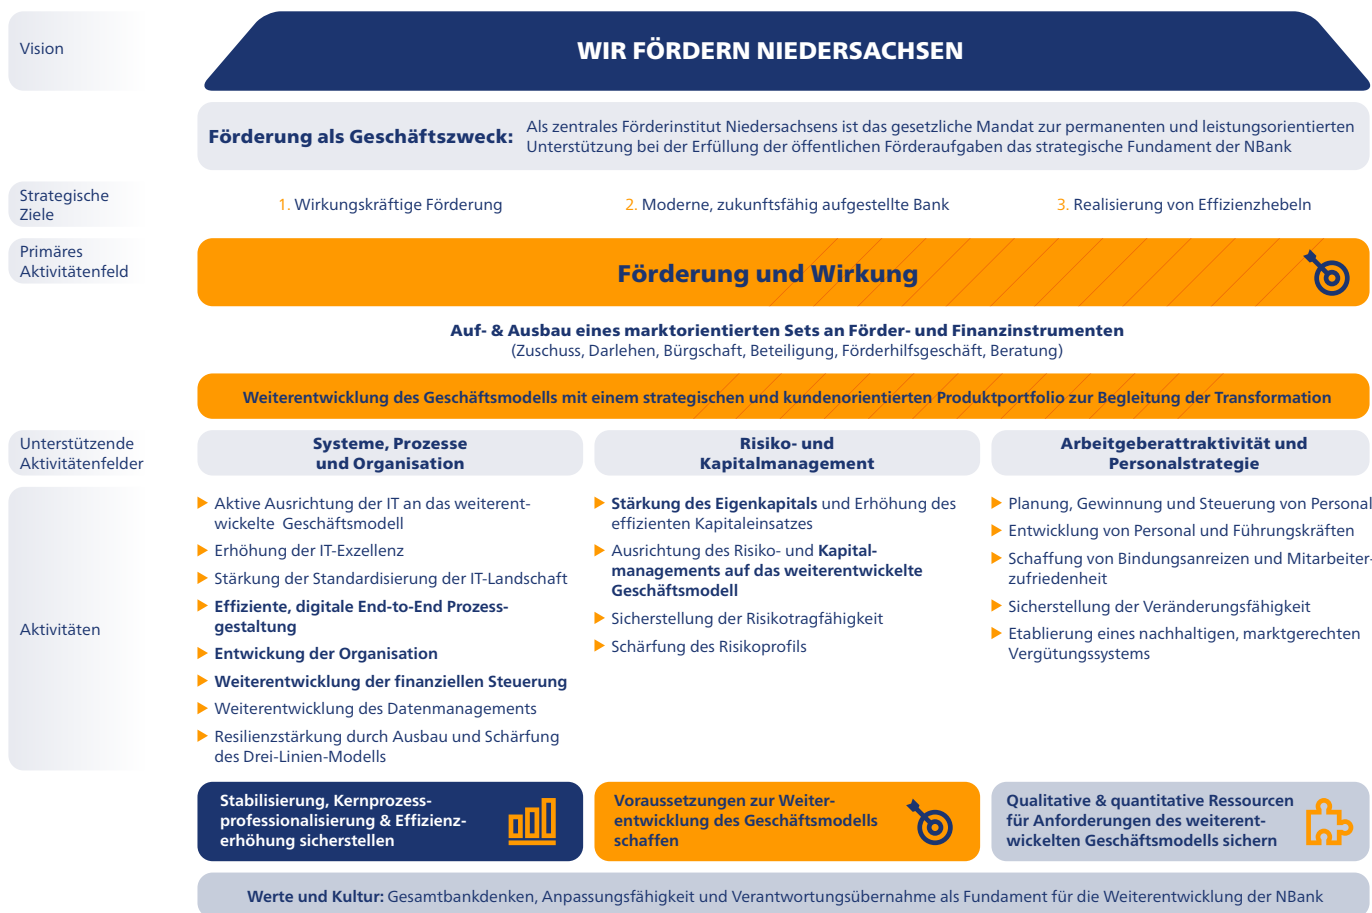 Vision
WIR FÖRDERN NIEDERSACHSEN
Förderung als Geschäftszweck:
Als zentrales Förderinstitut Niedersachsens ist das gesetzliche Mandat zur permanenten und leistungsorientierten
Unterstützung bei der Erfüllung der öffentlichen Förderaufgaben das strategische Fundament der NBank
Strategische
Ziele
1. Wirkungskräftige Förderung
2. Moderne, zukunftsfähig aufgestellte Bank
3. Realisierung von Effizienzhebeln
Primäres
Aktivitätenfeld
Förderung und Wirkung
Auf- & Ausbau eines marktorientierten Sets an Förder- und Finanzinstrumenten
(Zuschuss, Darlehen, Bürgschaft, Beteiligung, Förderhilfsgeschäft, Beratung)
Weiterentwicklung des Geschäftsmodells mit einem strategischen und kundenorientierten Produktportfolio zur Begleitung der Transformation
Unterstützende
Aktivitätenfelder
Systeme, Prozesse
und Organisation
Risiko- und
Kapitalmanagement
Arbeitgeberattraktivität und
Personalstrategie
Aktivitäten
▶ Aktive Ausrichtung der IT an das weiterent-
wickelte Geschäftsmodell
▶ Erhöhung der IT-Exzellenz
▶ Stärkung der Standardisierung der IT-Landschaft
▶ Effiziente, digitale End-to-End Prozess-
gestaltung
▶ Entwickung der Organisation
▶ Weiterentwicklung der finanziellen Steuerung
▶ Weiterentwicklung des Datenmanagements
▶ Resilienzstärkung durch Ausbau und Schärfung
des Drei-Linien-Modells
▶ Stärkung des Eigenkapitals und Erhöhung des
effizienten Kapitaleinsatzes
▶ Ausrichtung des Risiko- und Kapital-
managements auf das weiterentwickelte
Geschäftsmodell
▶ Sicherstellung der Risikotragfähigkeit
▶ Schärfung des Risikoprofils
▶ Planung, Gewinnung und Steuerung von Personal
▶ Entwicklung von Personal und Führungskräften
▶ Schaffung von Bindungsanreizen und Mitarbeiter-
zufriedenheit
▶ Sicherstellung der Veränderungsfähigkeit
▶ Etablierung eines nachhaltigen, marktgerechten
Vergütungssystems
Stabilisierung, Kernprozess-
professionalisierung & Effizienz-
erhöhung sicherstellen
Voraussetzungen zur Weiter-
entwicklung des Geschäftsmodells
schaffen
Qualitative & quantitative Ressourcen
für Anforderungen des weiterent-
wickelten Geschäftsmodells sichern
Werte und Kultur: Gesamtbankdenken, Anpassungsfähigkeit und Verantwortungsübernahme als Fundament für die Weiterentwicklung der NBank